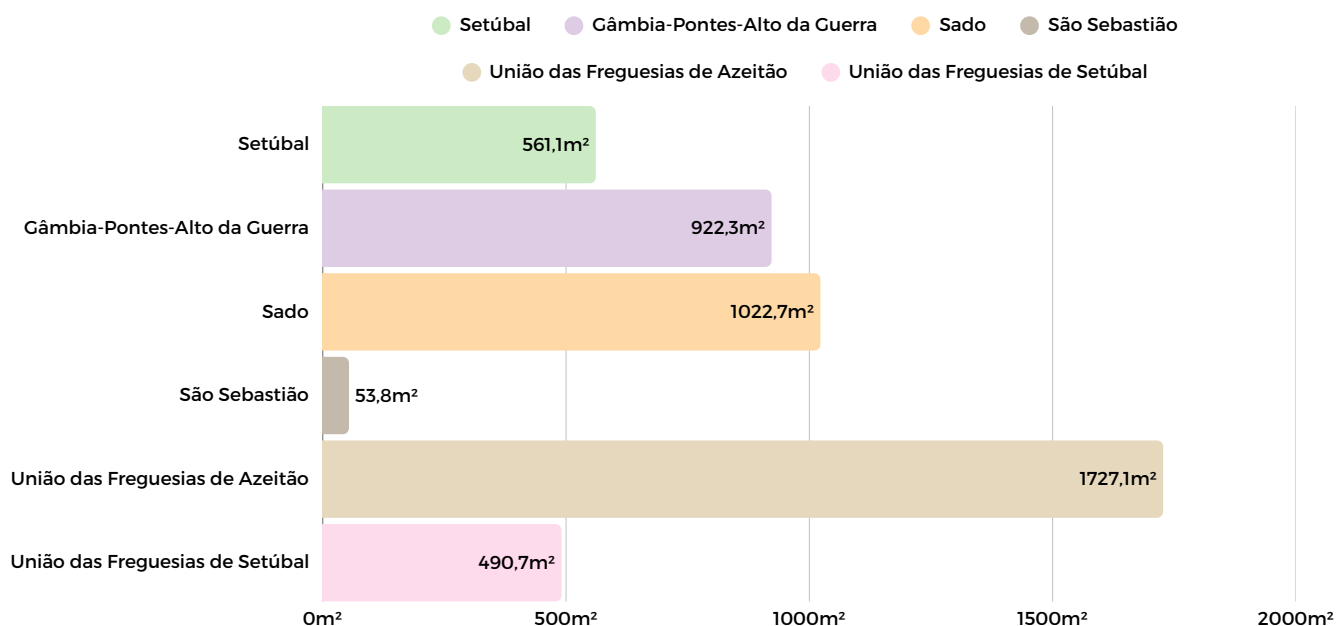 Setúbal Gâmbia-Pontes-Alto da Guerra Sado São Sebastião
União das Freguesias de Azeitão União das Freguesias de Setúbal
Setúbal 561,1m²
Gâmbia-Pontes-Alto da Guerra 922,3m²
Sado 1022,7m²
São Sebastião 53,8m²
União das Freguesias de Azeitão 1727,1m²
União das Freguesias de Setúbal 490,7m²
0m² 500m² 1000m² 1500m² 2000m²